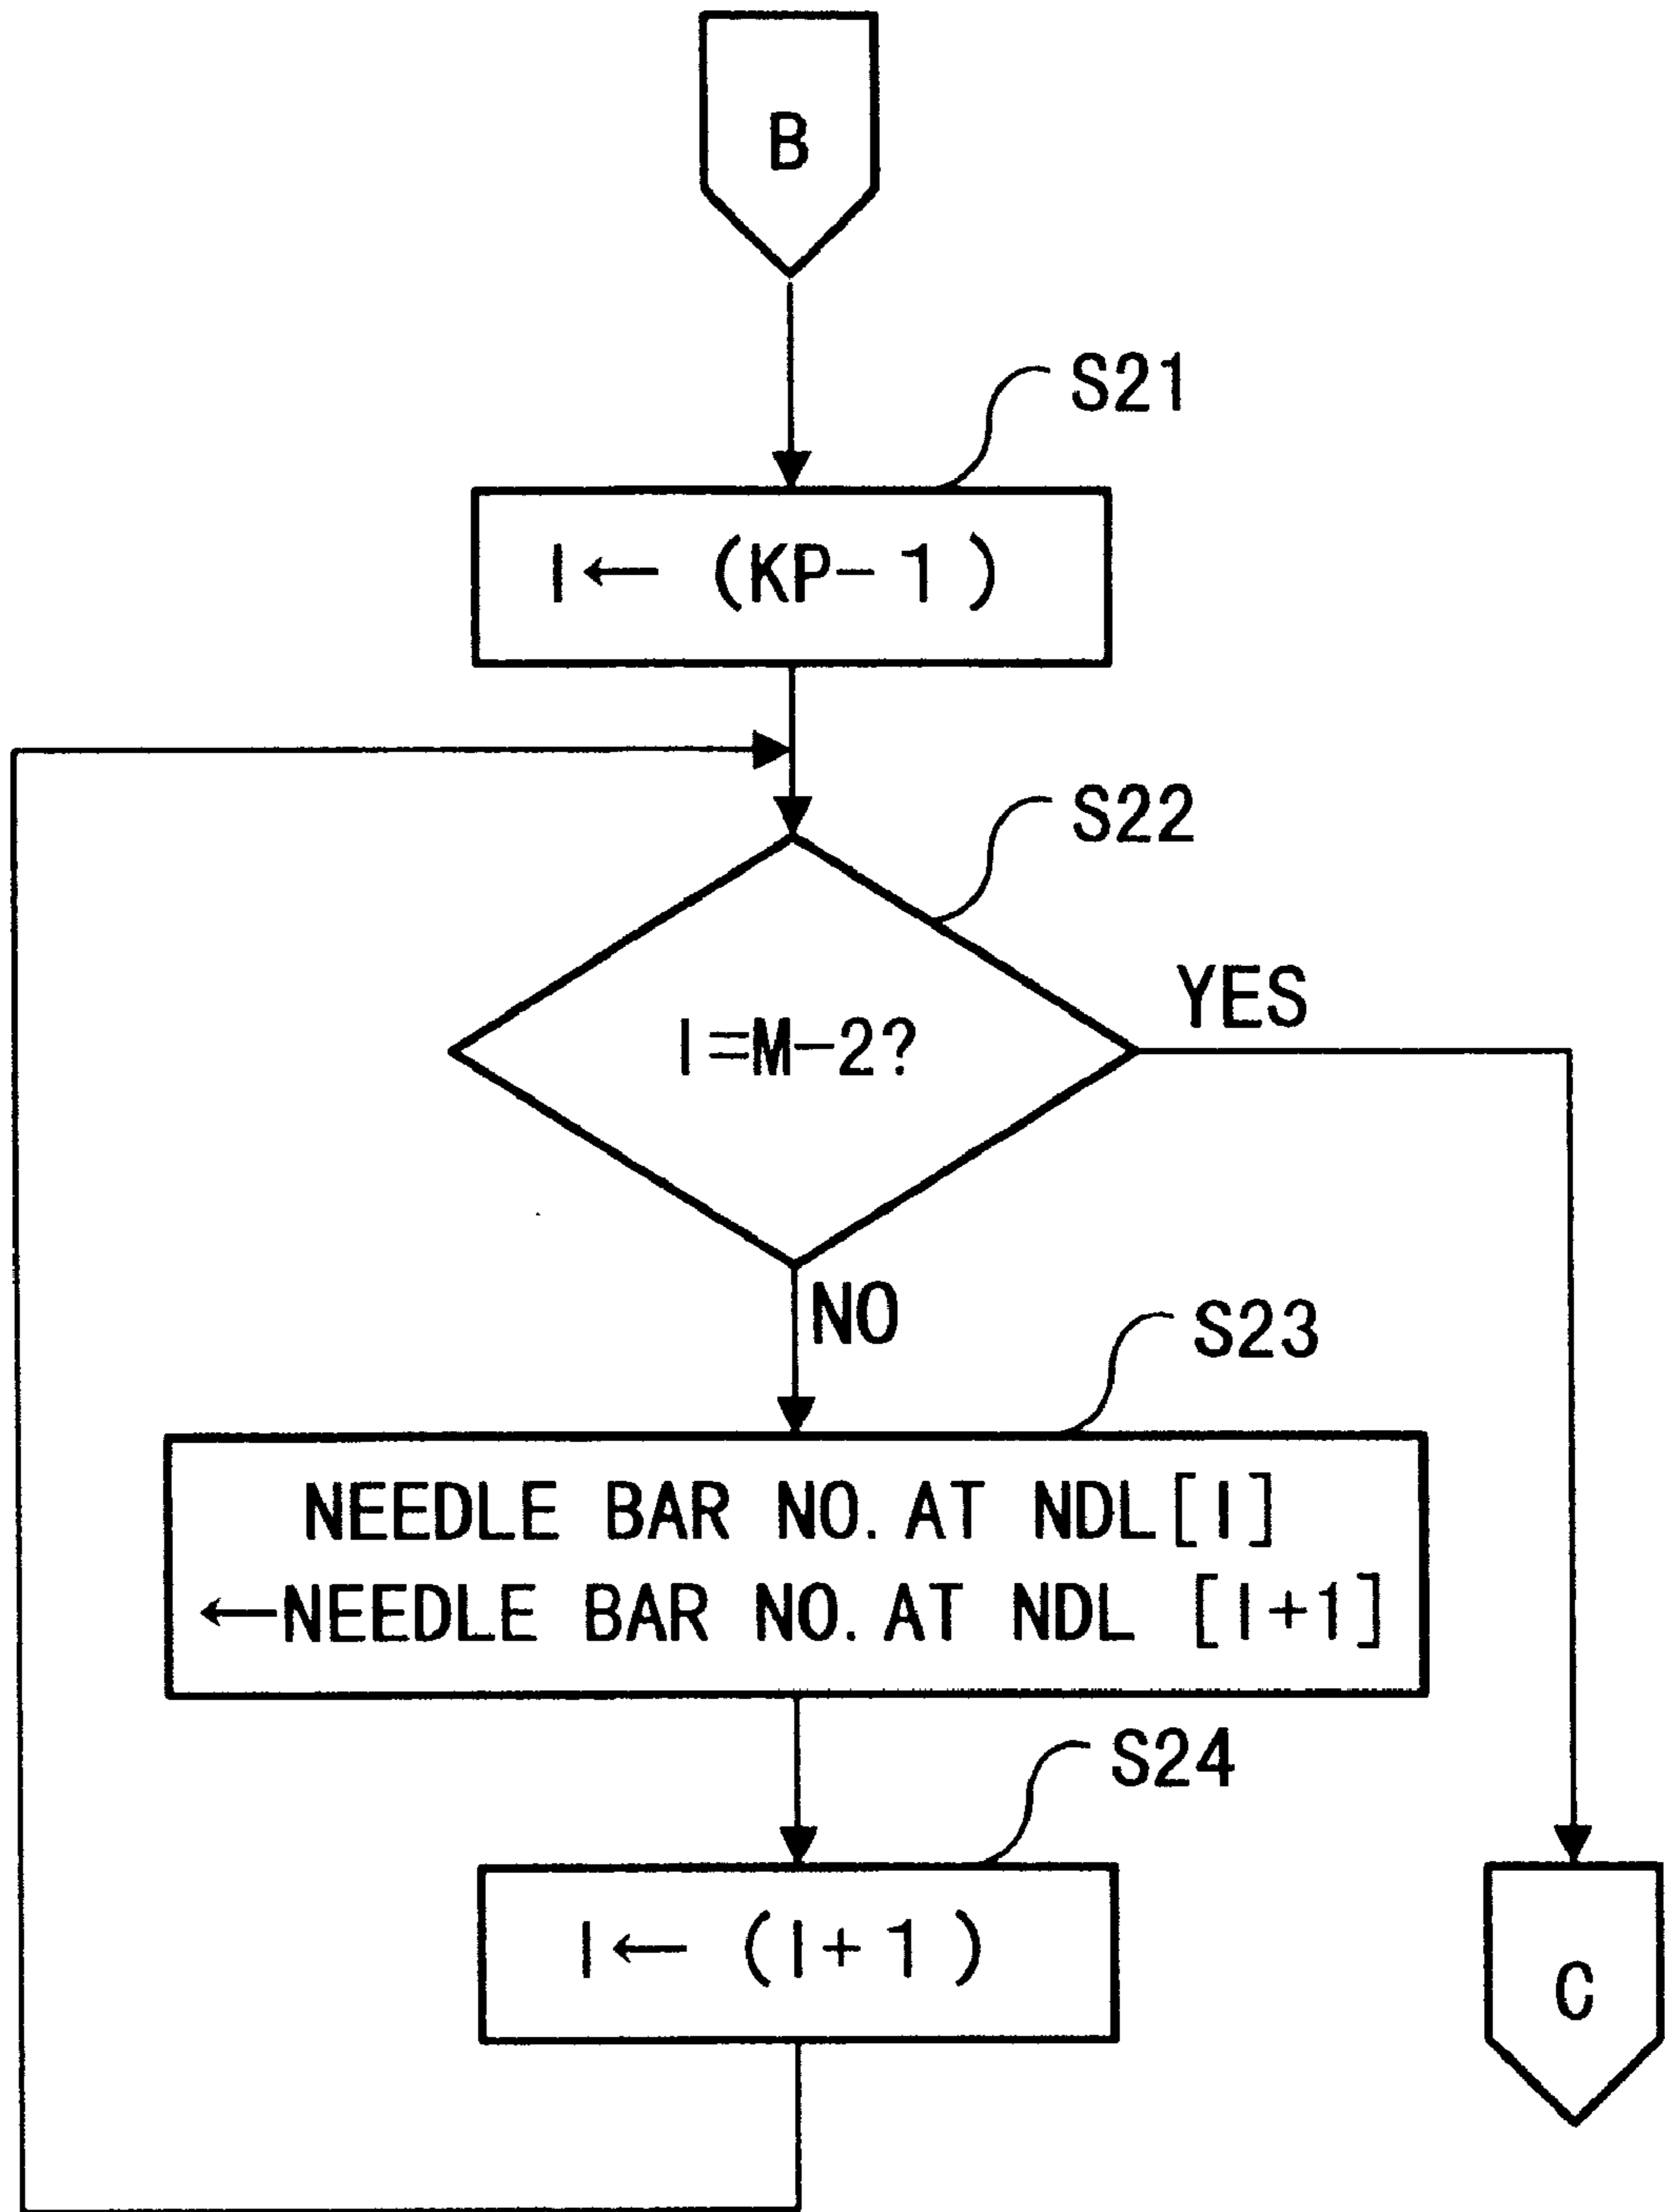 B
S21
I← (KP-1)
S22
I=M-2?
YES
NO
S23
NEEDLE BAR NO. AT NDL[I]
←NEEDLE BAR NO. AT NDL [I+1]
S24
I← (I+1)
C